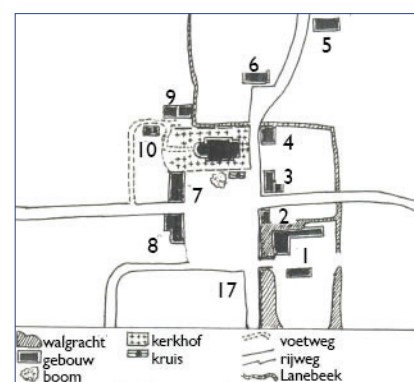 5
6
9
4
10
3
7
2
8
1
17
walgracht
kerkhof
voetweg
gebouw
kruis
rijweg
boom
Lanebeek